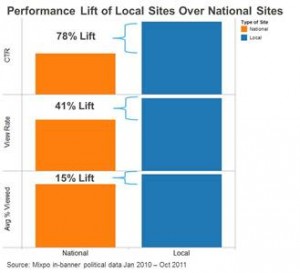 Performance Lift of Local Sites Over National Sites
Type of Site
National
Local
78% Lift
CTR
41% Lift
View Rate
15% Lift
Avg % Viewed
National
Local
Source: Mixpo in-banner political data Jan 2010 – Oct 2011